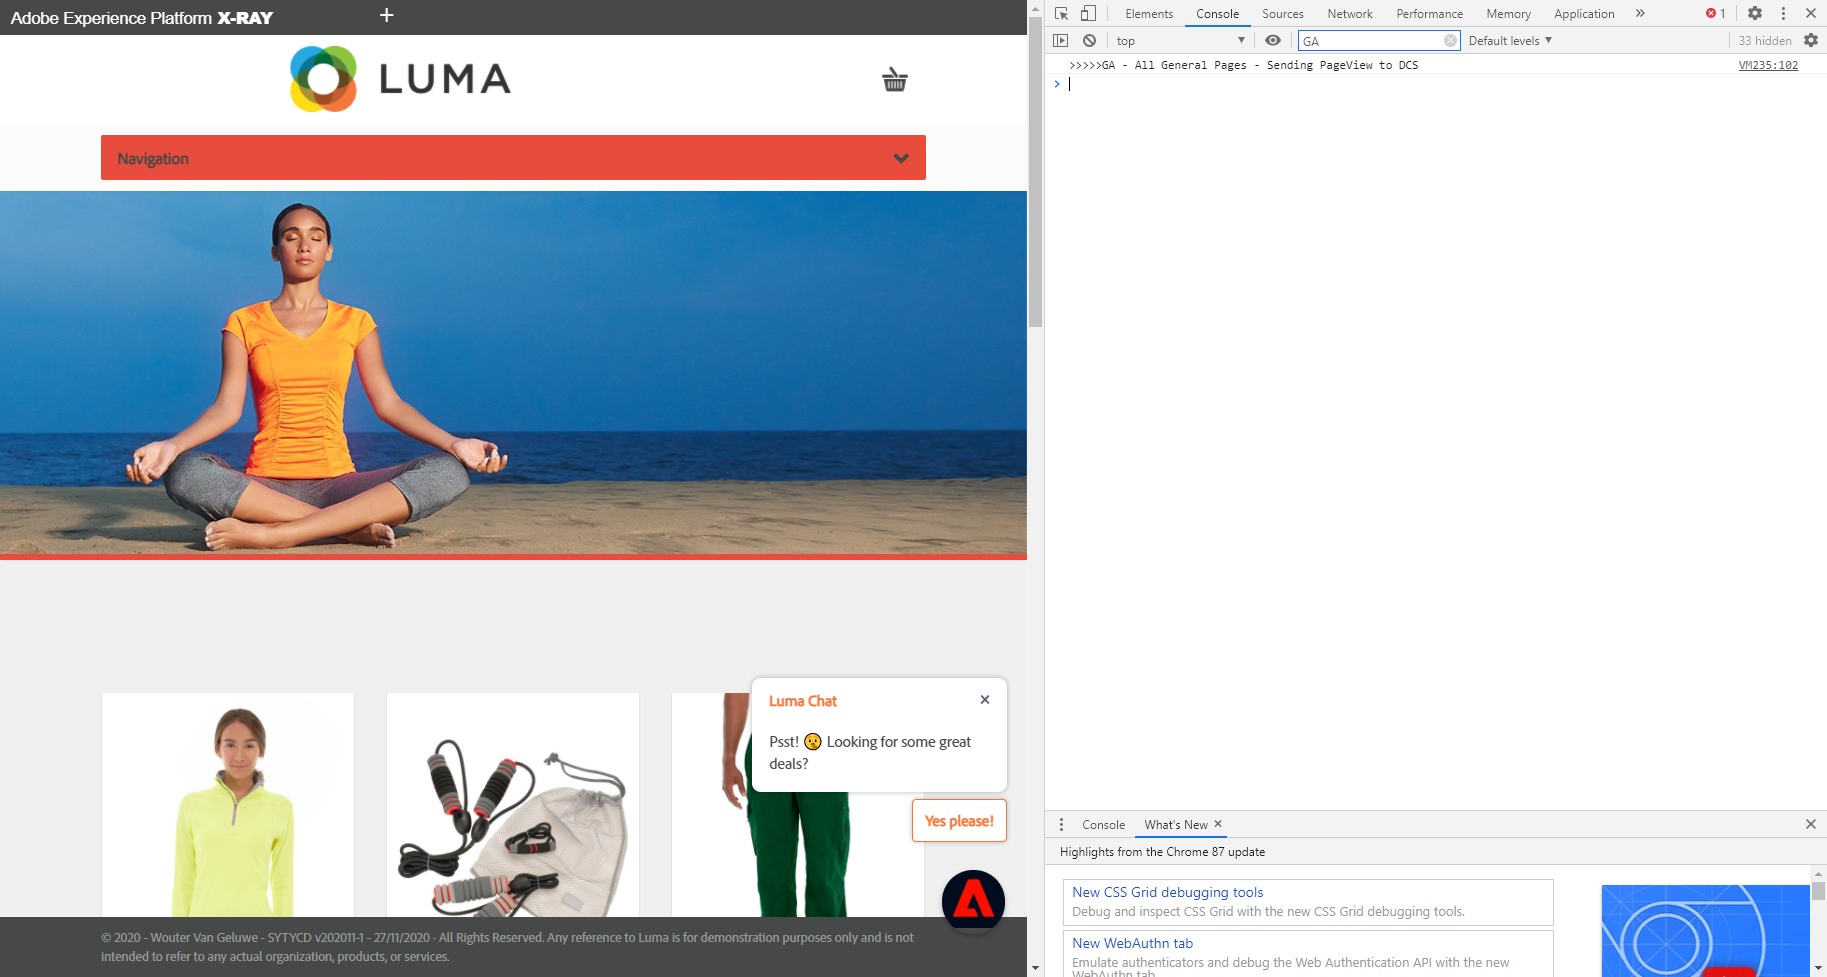 Adobe Experience Platform X-RAY
+
LUMA
Navigation
Luma Chat
×
Psst! 🤫 Looking for some great
deals?
Yes please!
© 2020 - Wouter Van Geluwe - SYTYCD v202011-1 - 27/11/2020 · All Rights Reserved. Any reference to Luma is for demonstration purposes only and is not
intended to refer to any actual organization, products, or services.
Elements Console Sources Network Performance Memory Application » 1
top GA Default levels 33 hidden
>>>>>GA - All General Pages - Sending PageView to DCS VM235:102
>
Console What's New ×
Highlights from the Chrome 87 update
New CSS Grid debugging tools
Debug and inspect CSS Grid with the new CSS Grid debugging tools.
New WebAuthn tab
Emulate authenticators and debug the Web Authentication API with the new
WebAuthn tab